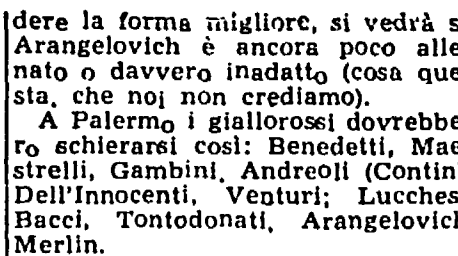 dere la forma migliore, si vedrà s
Arangelovich è ancora poco alle
nato o davvero inadatto (cosa que
sta, che noi non crediamo).
A Palermo i giallorossi dovrebbe
ro schierarsi così: Benedetti, Mae
strelli, Gambini, Andreoli (Contin
Dell'Innocenti, Venturi; Lucches
Bacci, Tontodonati, Arangelovich
Merlin.